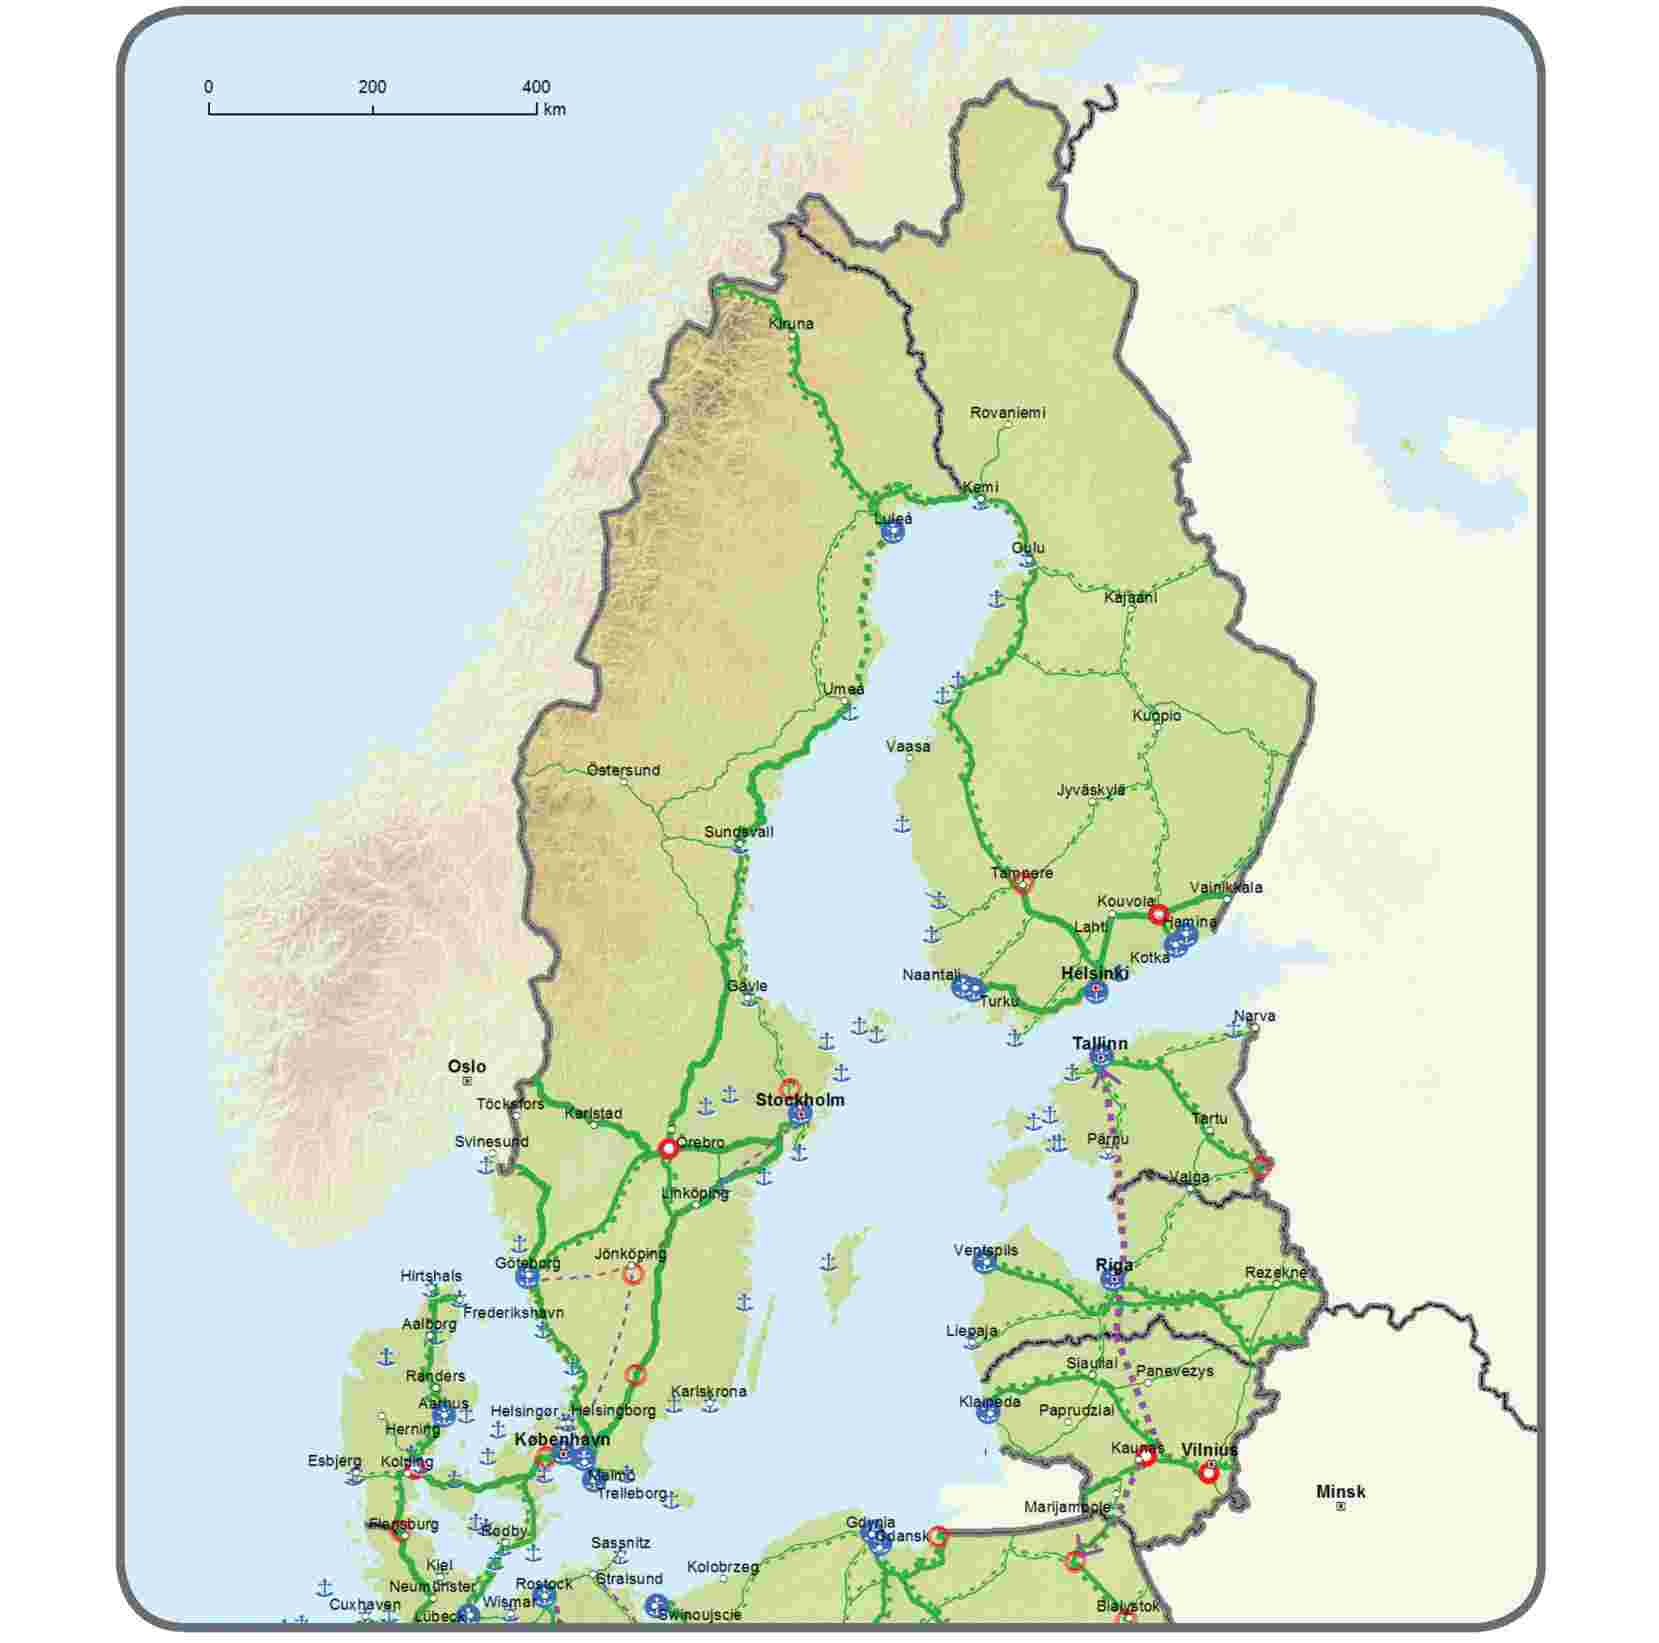 0 200 400
km
Kiruna
Rovaniemi
Kemi
Luleå
Oulu
Kajaani
Umeå
Kuopio
Vaasa
Östersund
Jyväskylä
Sundsvall
Tampere
Vainikkala
Kouvola
Hamina
Lahti
Kotka
Naantali
Helsinki
Gävle
Turku
Narva
Tallinn
Oslo
Stockholm
Töcksfors
Karlstad
Tartu
Svinesund
Örebro
Pärnu
Valga
Linköping
Ventspils
Jönköping
Göteborg
Riga
Rezekne
Hirtshals
Frederikshavn
Aalborg
Liepaja
Siauliai
Panevezys
Randers
Karlskrona
Aarhus
Helsingør
Helsingborg
Klaipeda
Paprudziai
Herning
København
Kaunas
Vilnius
Esbjerg
Kolding
Malmö
Trelleborg
Minsk
Marijampole
Flensburg
Rødby
Gdynia
Gdansk
Sassnitz
Kiel
Kolobrzeg
Neumünster
Rostock
Stralsund
Cuxhaven
Wismar
Lübeck
Swinoujscie
Bialystok